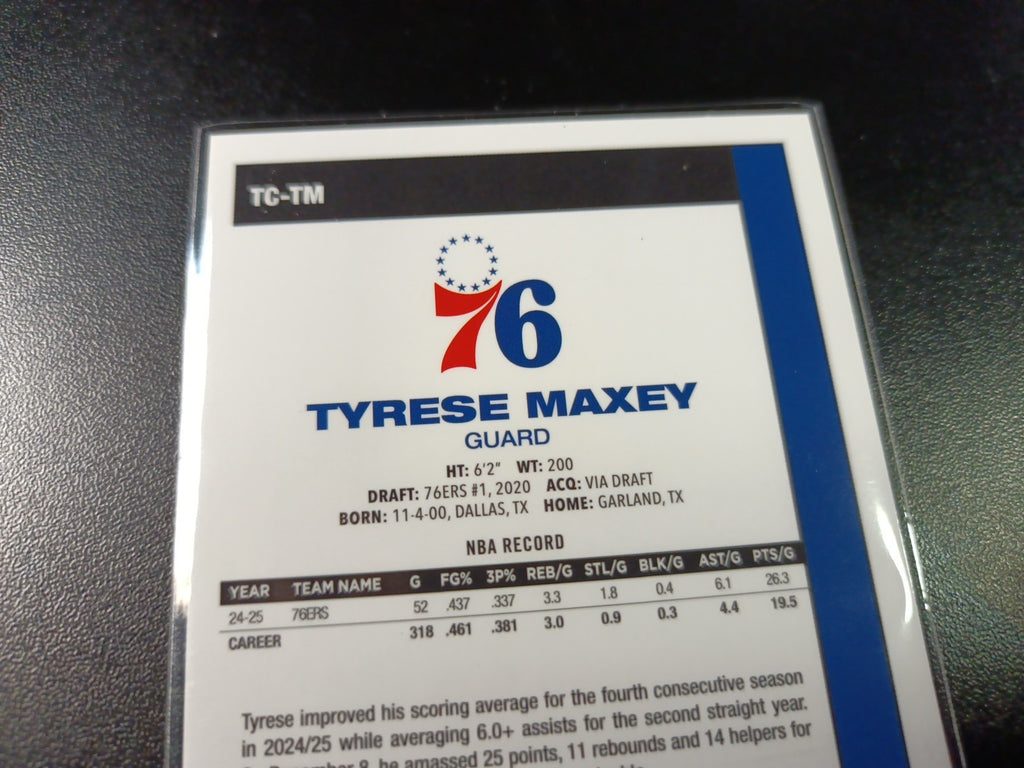 TC-TM
76
TYRESE MAXEY
GUARD
HT: 6'2" WT: 200
DRAFT: 76ERS #1, 2020 ACQ: VIA DRAFT
BORN: 11-4-00, DALLAS, TX HOME: GARLAND, TX
NBA RECORD
YEAR TEAM NAME G FG% 3P% REB/G STL/G BLK/G AST/G PTS/G
24-25 76ERS 52 .437 .337 3.3 1.8 0.4 6.1 26.3
CAREER 318 .461 .381 3.0 0.9 0.3 4.4 19.5
Tyrese improved his scoring average for the fourth consecutive season
in 2024/25 while averaging 6.0+ assists for the second straight year.
8, he amassed 25 points, 11 rebounds and 14 helpers for